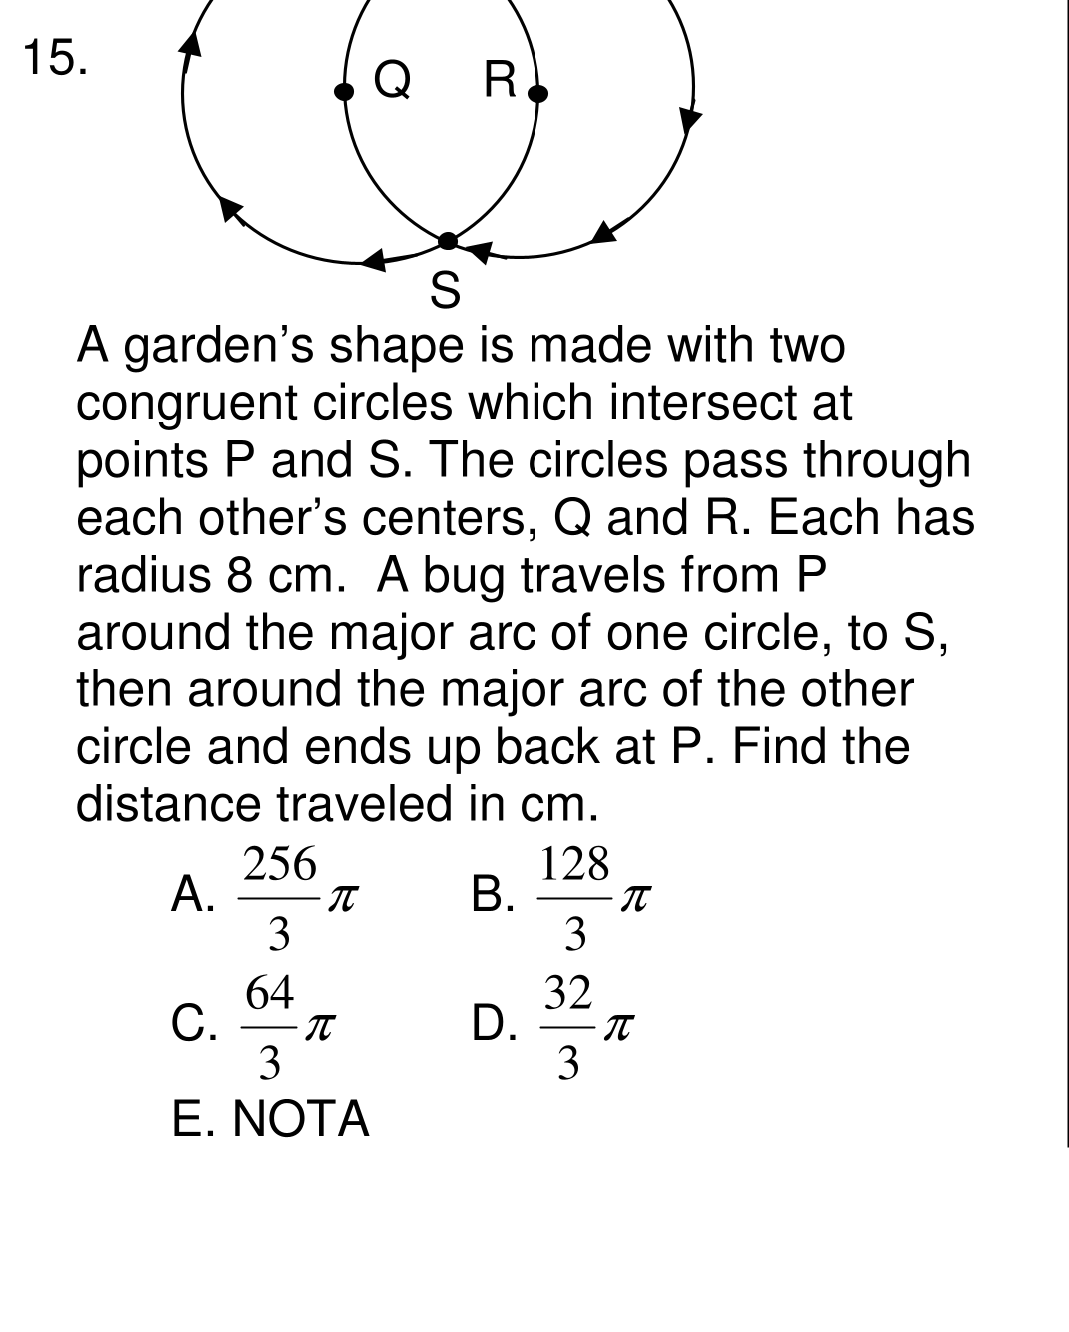 15.
Q R
S
A garden's shape is made with two
congruent circles which intersect at
points P and S. The circles pass through
each other's centers, Q and R. Each has
radius 8 cm.  A bug travels from P
around the major arc of one circle, to S,
then around the major arc of the other
circle and ends up back at P. Find the
distance traveled in cm.
A. $\frac{256}{3}\pi$ B. $\frac{128}{3}\pi$
C. $\frac{64}{3}\pi$ D. $\frac{32}{3}\pi$
E. NOTA